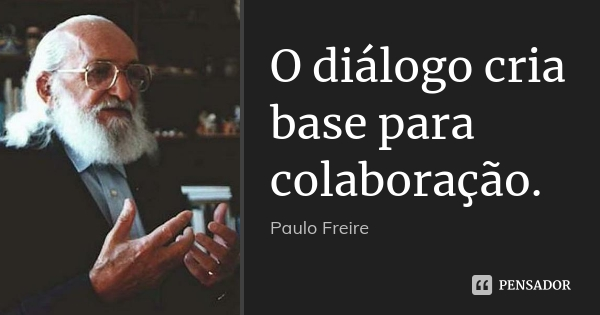 O diálogo cria
base para
colaboração.
Paulo Freire
PENSADOR